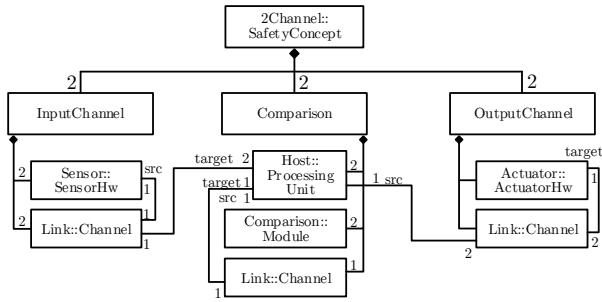 2Channel::
SafetyConcept
2
2
2
InputChannel
Comparison
OutputChannel
Sensor::
SensorHw
2
src
1
Link::Channel
2
1
1
target 2
Host::
Processing
Unit
2
target 1
src 1
1 src
Comparison::
Module
2
Link::Channel
1
1
target
Actuator::
ActuatorHw
1
Link::Channel
2
2